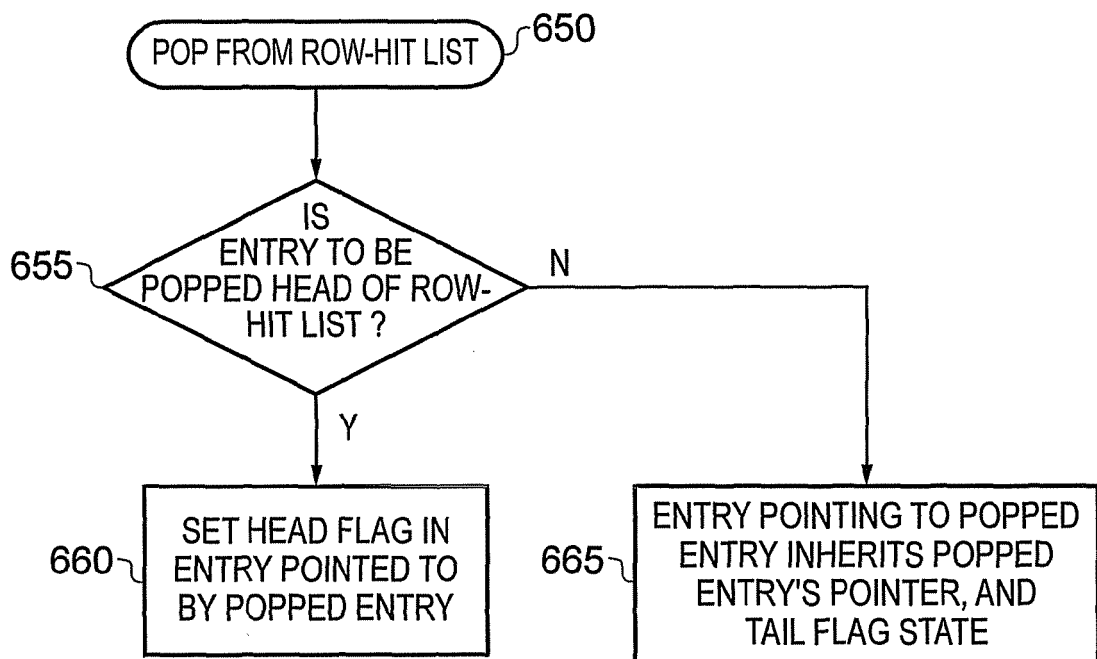 POP FROM ROW-HIT LIST
650
IS
ENTRY TO BE
POPPED HEAD OF ROW-
HIT LIST ?
655
N
Y
SET HEAD FLAG IN
ENTRY POINTED TO
BY POPPED ENTRY
660
ENTRY POINTING TO POPPED
ENTRY INHERITS POPPED
ENTRY'S POINTER, AND
TAIL FLAG STATE
665